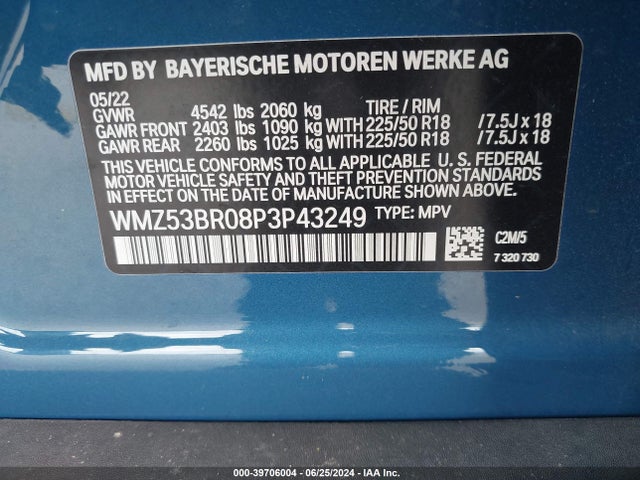 MFD BY BAYERISCHE MOTOREN WERKE AG
05/22
GVWR 4542 lbs 2060 kg TIRE / RIM
GAWR FRONT 2403 lbs 1090 kg WITH 225/50 R18 /7.5J x 18
GAWR REAR 2260 lbs 1025 kg WITH 225/50 R18 /7.5J x 18
THIS VEHICLE CONFORMS TO ALL APPLICABLE U.S. FEDERAL
MOTOR VEHICLE SAFETY AND THEFT PREVENTION STANDARDS
IN EFFECT ON THE DATE OF MANUFACTURE SHOWN ABOVE.
WMZ53BR08P3P43249 TYPE: MPV
C2M/5
7 320 730
000-39706004 / 06/25/2024 - IAA Inc.